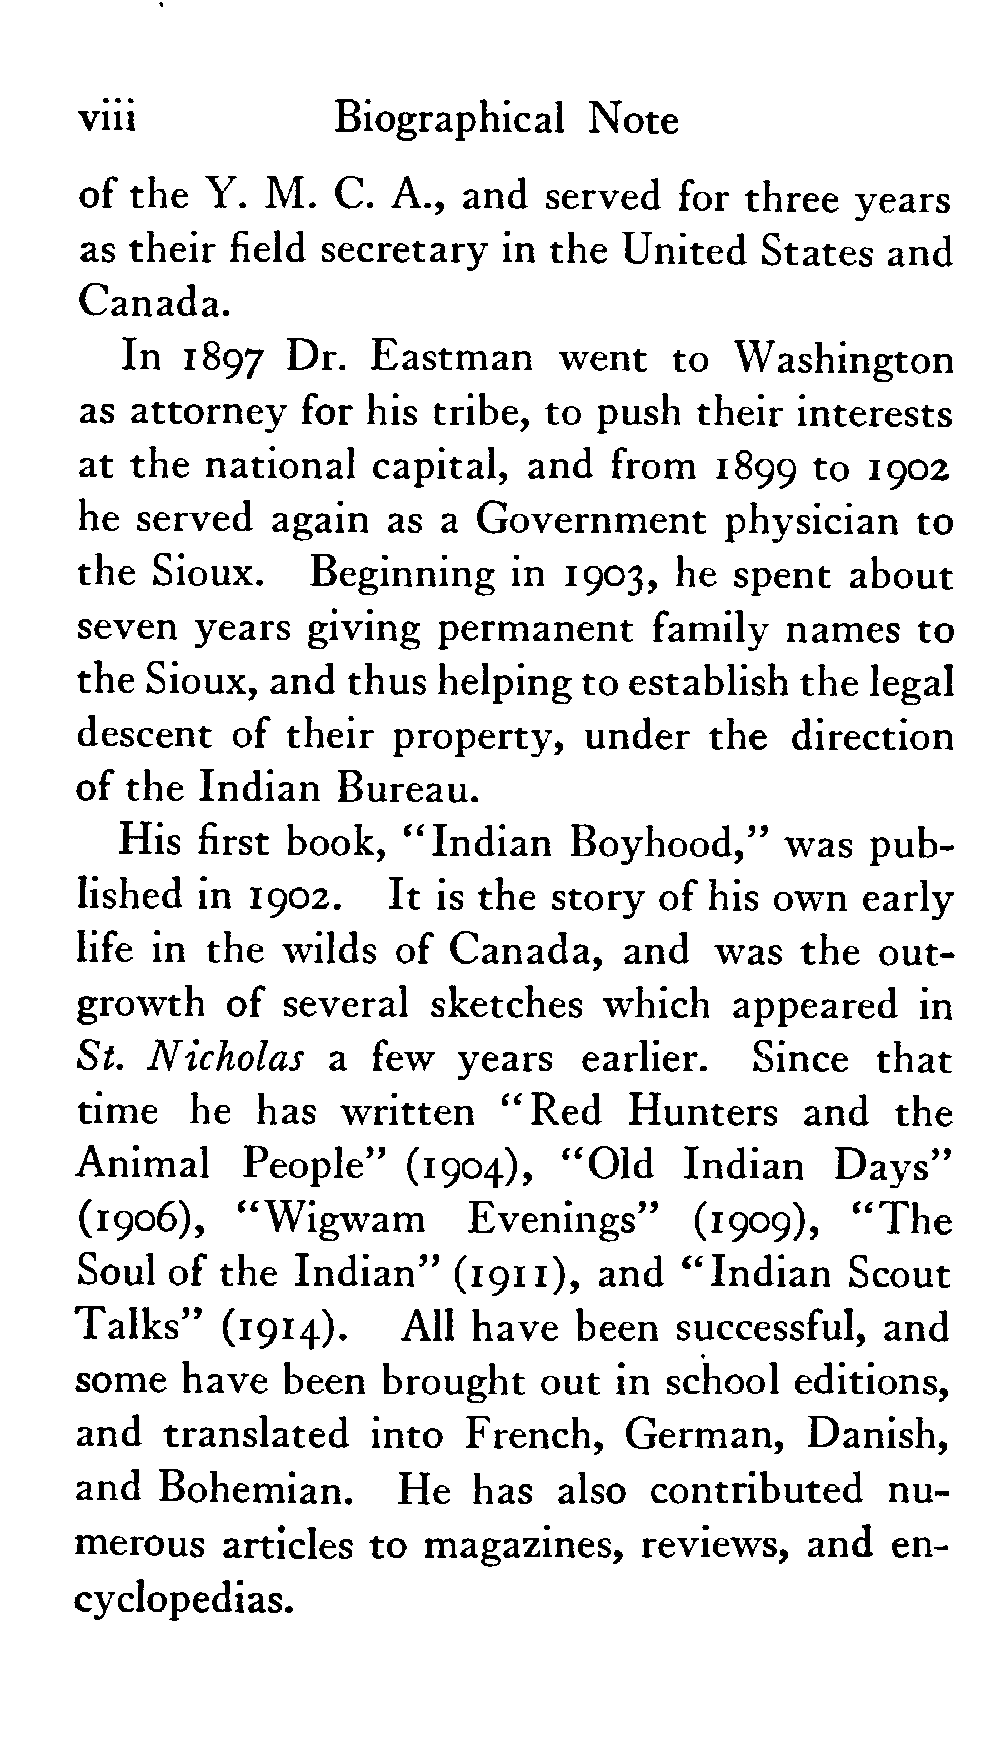 viii Biographical Note
of the Y. M. C. A., and served for three years
as their field secretary in the United States and
Canada.
In 1897 Dr. Eastman went to Washington
as attorney for his tribe, to push their interests
at the national capital, and from 1899 to 1902
he served again as a Government physician to
the Sioux. Beginning in 1903, he spent about
seven years giving permanent family names to
the Sioux, and thus helping to establish the legal
descent of their property, under the direction
of the Indian Bureau.
His first book, “Indian Boyhood,” was pub-
lished in 1902. It is the story of his own early
life in the wilds of Canada, and was the out-
growth of several sketches which appeared in
St. Nicholas a few years earlier. Since that
time he has written “Red Hunters and the
Animal People” (1904), “Old Indian Days”
(1906), “Wigwam Evenings” (1909), “The
Soul of the Indian” (1911), and “Indian Scout
Talks” (1914). All have been successful, and
some have been brought out in school editions,
and translated into French, German, Danish,
and Bohemian. He has also contributed nu-
merous articles to magazines, reviews, and en-
cyclopedias.